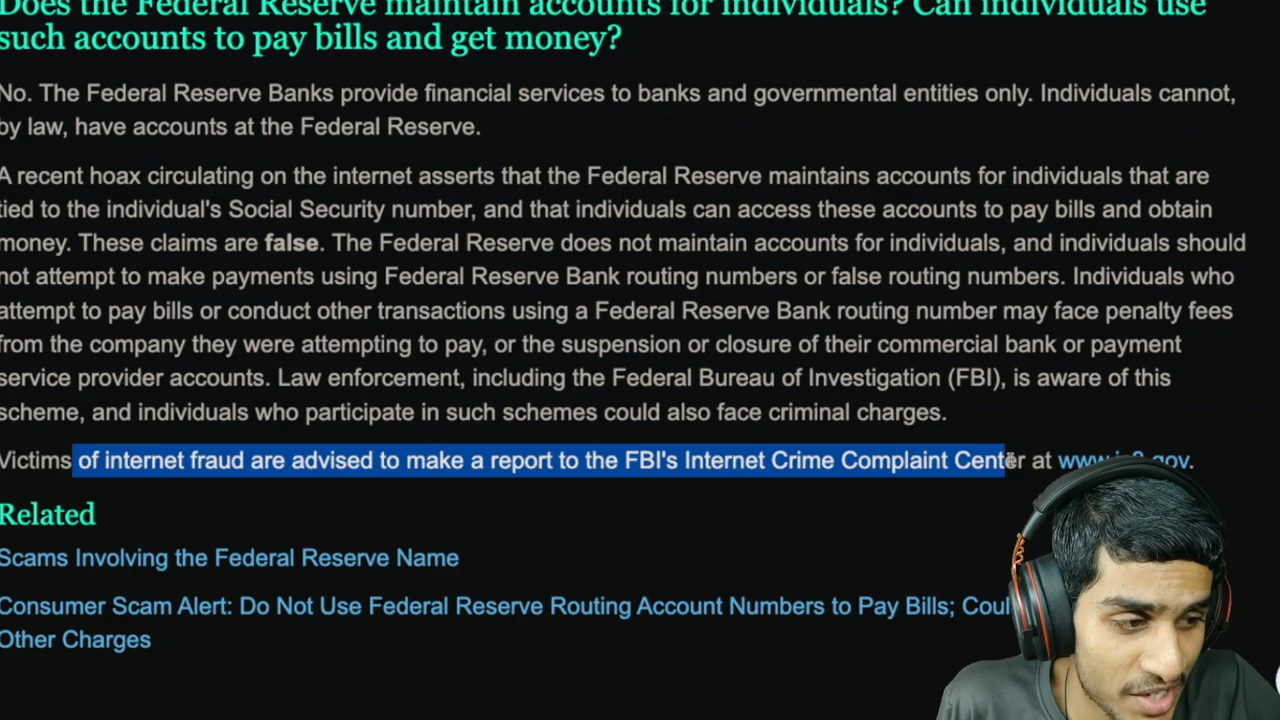 Does the Federal Reserve maintain accounts for individuals? Can individuals use
such accounts to pay bills and get money?
No. The Federal Reserve Banks provide financial services to banks and governmental entities only. Individuals cannot,
by law, have accounts at the Federal Reserve.
A recent hoax circulating on the internet asserts that the Federal Reserve maintains accounts for individuals that are
tied to the individual's Social Security number, and that individuals can access these accounts to pay bills and obtain
money. These claims are false. The Federal Reserve does not maintain accounts for individuals, and individuals should
not attempt to make payments using Federal Reserve Bank routing numbers or false routing numbers. Individuals who
attempt to pay bills or conduct other transactions using a Federal Reserve Bank routing number may face penalty fees
from the company they were attempting to pay, or the suspension or closure of their commercial bank or payment
service provider accounts. Law enforcement, including the Federal Bureau of Investigation (FBI), is aware of this
scheme, and individuals who participate in such schemes could also face criminal charges.
Victims of internet fraud are advised to make a report to the FBI's Internet Crime Complaint Center at
Related
Scams Involving the Federal Reserve Name
Consumer Scam Alert: Do Not Use Federal Reserve Routing Account Numbers to Pay Bills;
Other Charges